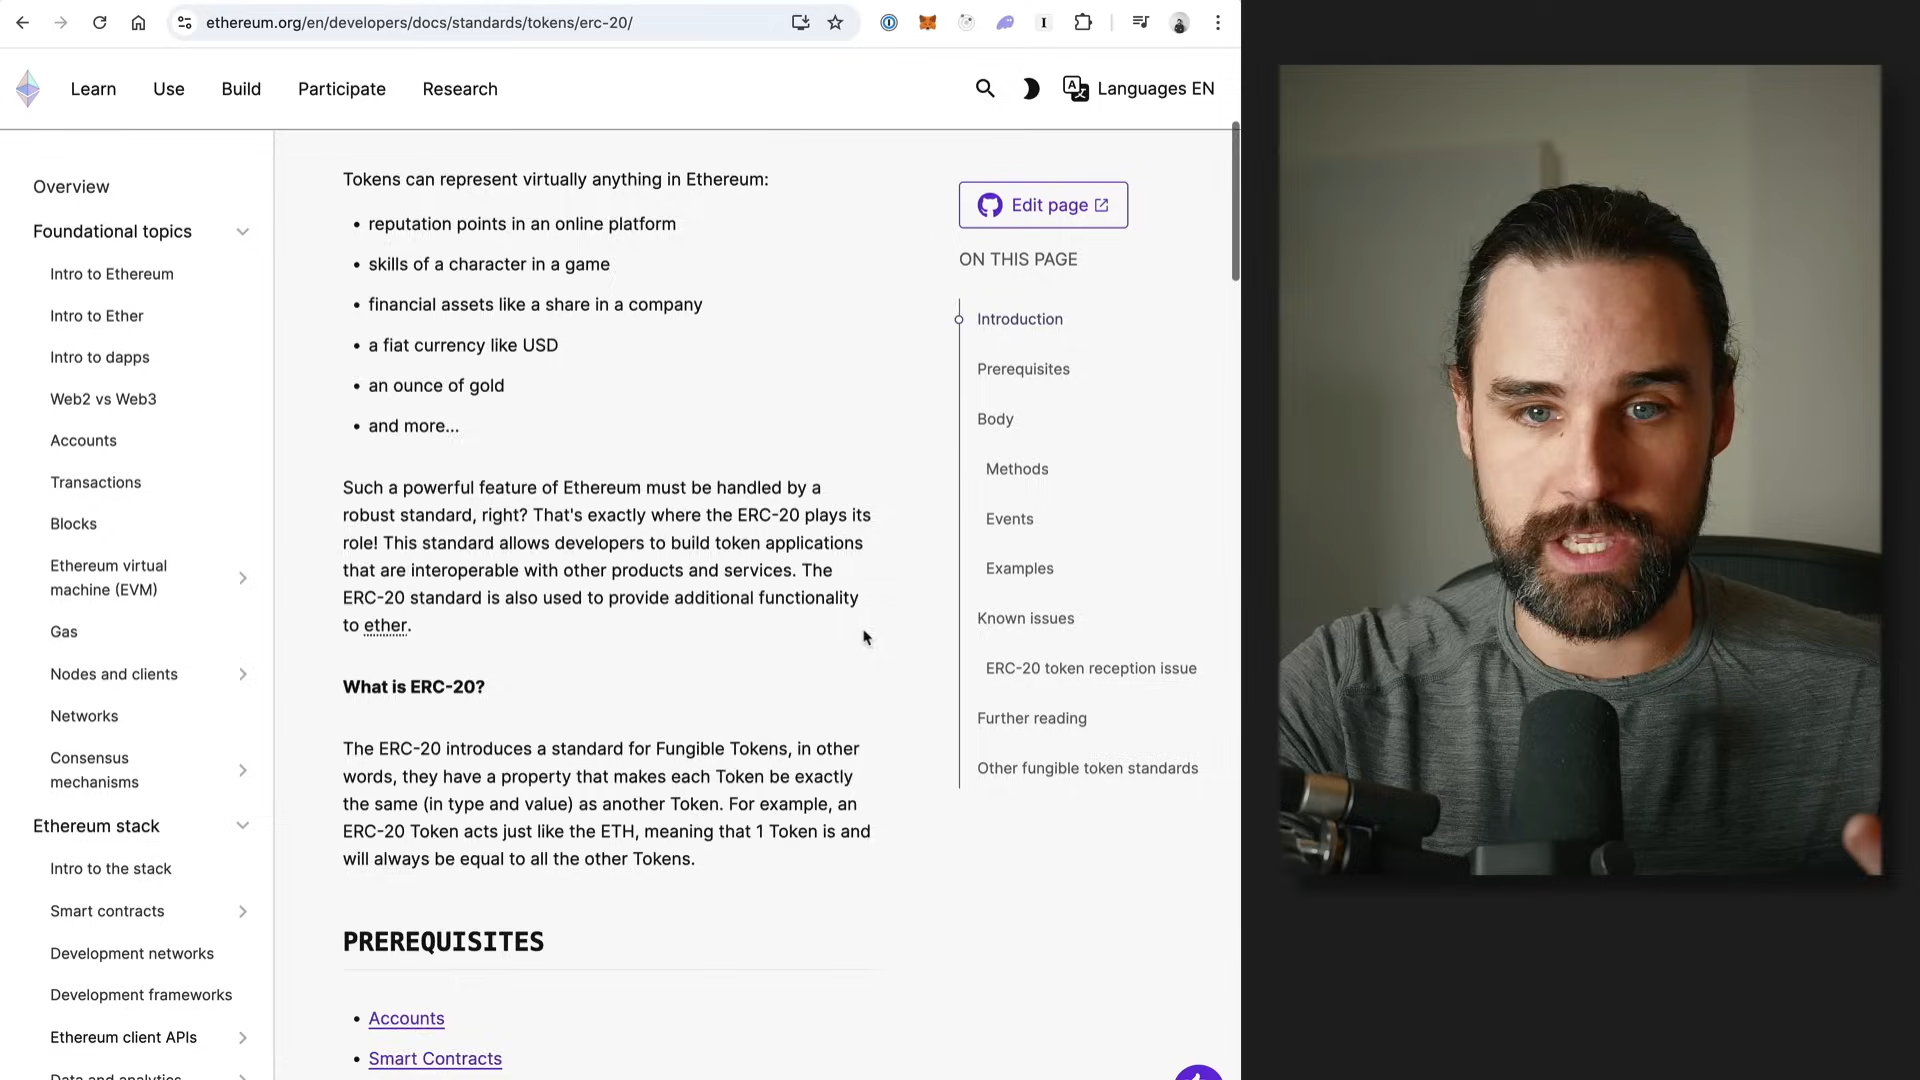 ethereum.org/en/developers/docs/standards/tokens/erc-20/
Learn
Use
Build
Participate
Research
Languages EN
Overview
Foundational topics
Intro to Ethereum
Intro to Ether
Intro to dapps
Web2 vs Web3
Accounts
Transactions
Blocks
Ethereum virtual
machine (EVM)
Gas
Nodes and clients
Networks
Consensus
mechanisms
Ethereum stack
Intro to the stack
Smart contracts
Development networks
Development frameworks
Ethereum client APIs
Data and analytics
Tokens can represent virtually anything in Ethereum:
• reputation points in an online platform
• skills of a character in a game
• financial assets like a share in a company
• a fiat currency like USD
• an ounce of gold
• and more...
Such a powerful feature of Ethereum must be handled by a
robust standard, right? That's exactly where the ERC-20 plays its
role! This standard allows developers to build token applications
that are interoperable with other products and services. The
ERC-20 standard is also used to provide additional functionality
to ether.
What is ERC-20?
The ERC-20 introduces a standard for Fungible Tokens, in other
words, they have a property that makes each Token be exactly
the same (in type and value) as another Token. For example, an
ERC-20 Token acts just like the ETH, meaning that 1 Token is and
will always be equal to all the other Tokens.
PREREQUISITES
• Accounts
• Smart Contracts
Edit page
ON THIS PAGE
Introduction
Prerequisites
Body
Methods
Events
Examples
Known issues
ERC-20 token reception issue
Further reading
Other fungible token standards